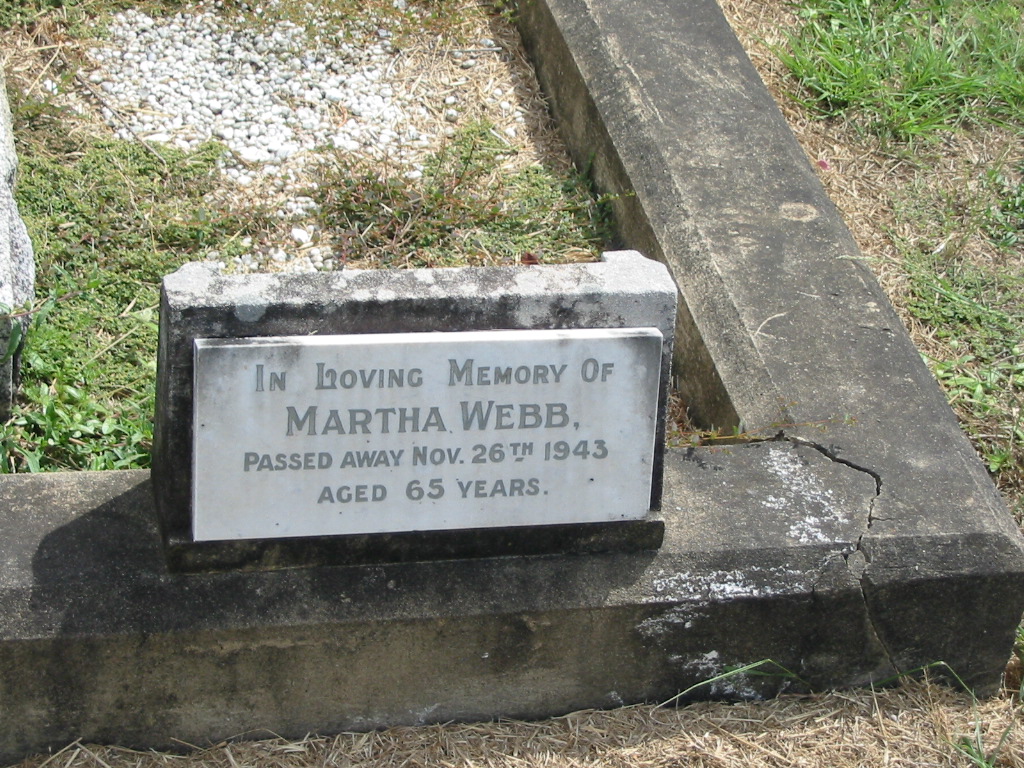 In Loving Memory Of
Martha Webb,
passed away Nov. 26th 1943
aged 65 years.